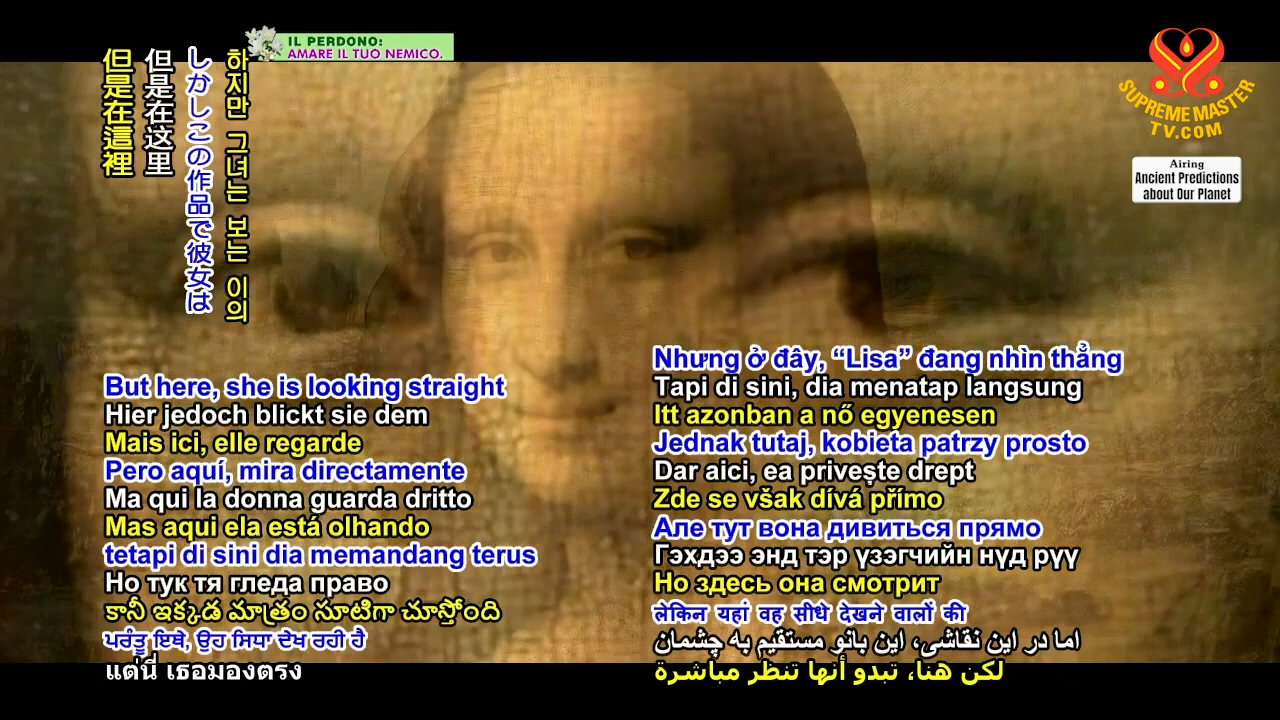 IL PERDONO:
AMARE IL TUO NEMICO.
SUPREME MASTER
TV.COM
Airing
Ancient Predictions
about Our Planet
하지만 그녀는 보는 이의
しかしこの作品で彼女は
但是在这里
但是在這裡
But here, she is looking straight
Hier jedoch blickt sie dem
Mais ici, elle regarde
Pero aquí, mira directamente
Ma qui la donna guarda dritto
Mas aqui ela está olhando
tetapi di sini dia memandang terus
Но тук тя гледа право
కానీ ఇక్కడ మాత్రం సూటిగా చూస్తోంది
ਪਰੰਤੂ ਇਥੇ, ਉਹ ਸਿਧਾ ਦੇਖ ਰਹੀ ਹੈ
แต่นี่ เธอมองตรง
Nhưng ở đây, “Lisa” đang nhìn thẳng
Tapi di sini, dia menatap langsung
Itt azonban a nő egyenesen
Jednak tutaj, kobieta patrzy prosto
Dar aici, ea privește drept
Zde se však dívá přímo
Але тут вона дивиться прямо
Гэхдээ энд тэр үзэгчийн нүд рүү
Но здесь она смотрит
लेकिन यहां वह सीधे देखने वालों की
اما در این نقاشی، این بانو مستقیم به چشمان
لكن هنا، تبدو أنها تنظر مباشرة